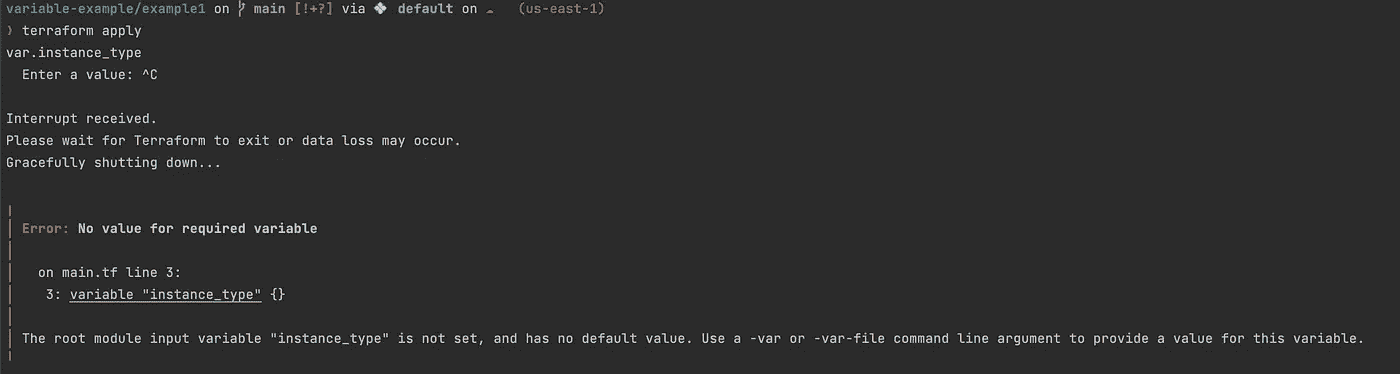 variable-example/example1 on main [!+?] via default on (us-east-1)
❯ terraform apply
var.instance_type
Enter a value: ^C
Interrupt received.
Please wait for Terraform to exit or data loss may occur.
Gracefully shutting down...
Error: No value for required variable
on main.tf line 3:
3: variable "instance_type" {}
The root module input variable "instance_type" is not set, and has no default value. Use a -var or -var-file command line argument to provide a value for this variable.